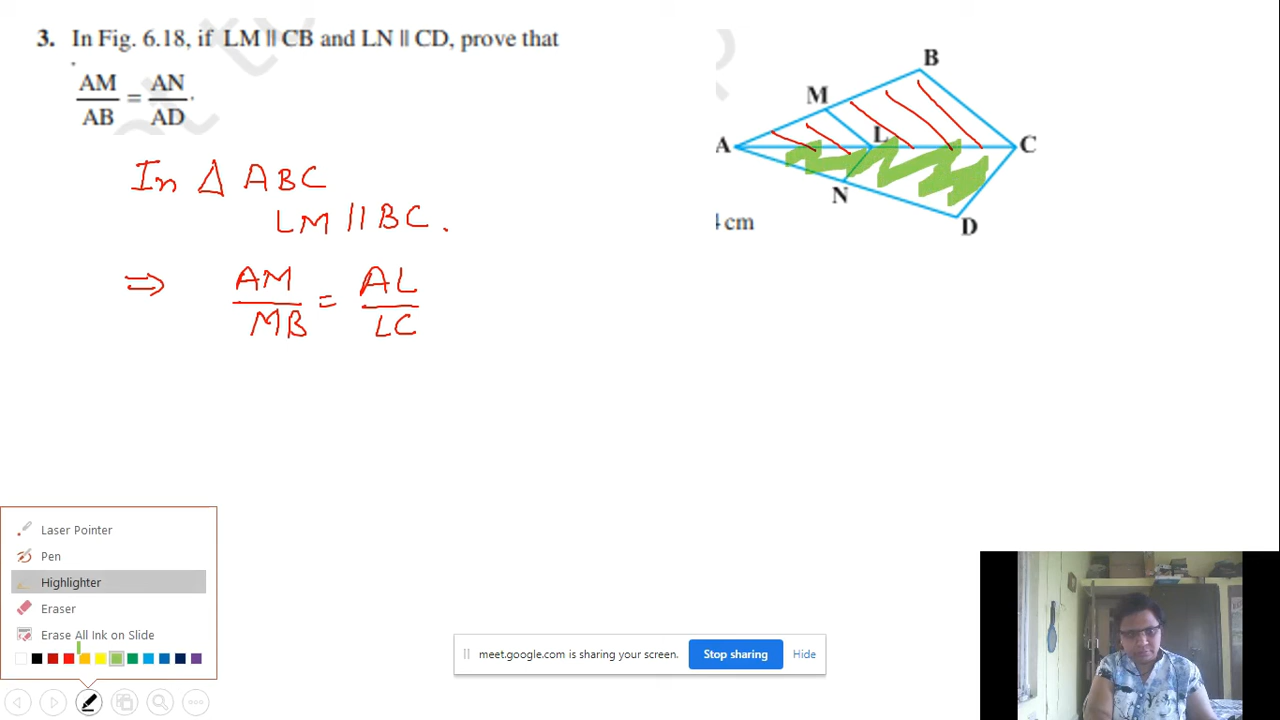 3. In Fig. 6.18, if LM || CB and LN || CD, prove that
AM/AB = AN/AD.
In Δ ABC
LM // BC.
⇒ AM/MB = AL/LC
B
M
A
L
C
N
D
4 cm
Laser Pointer
Pen
Highlighter
Eraser
Erase All Ink on Slide
meet.google.com is sharing your screen.
Stop sharing
Hide